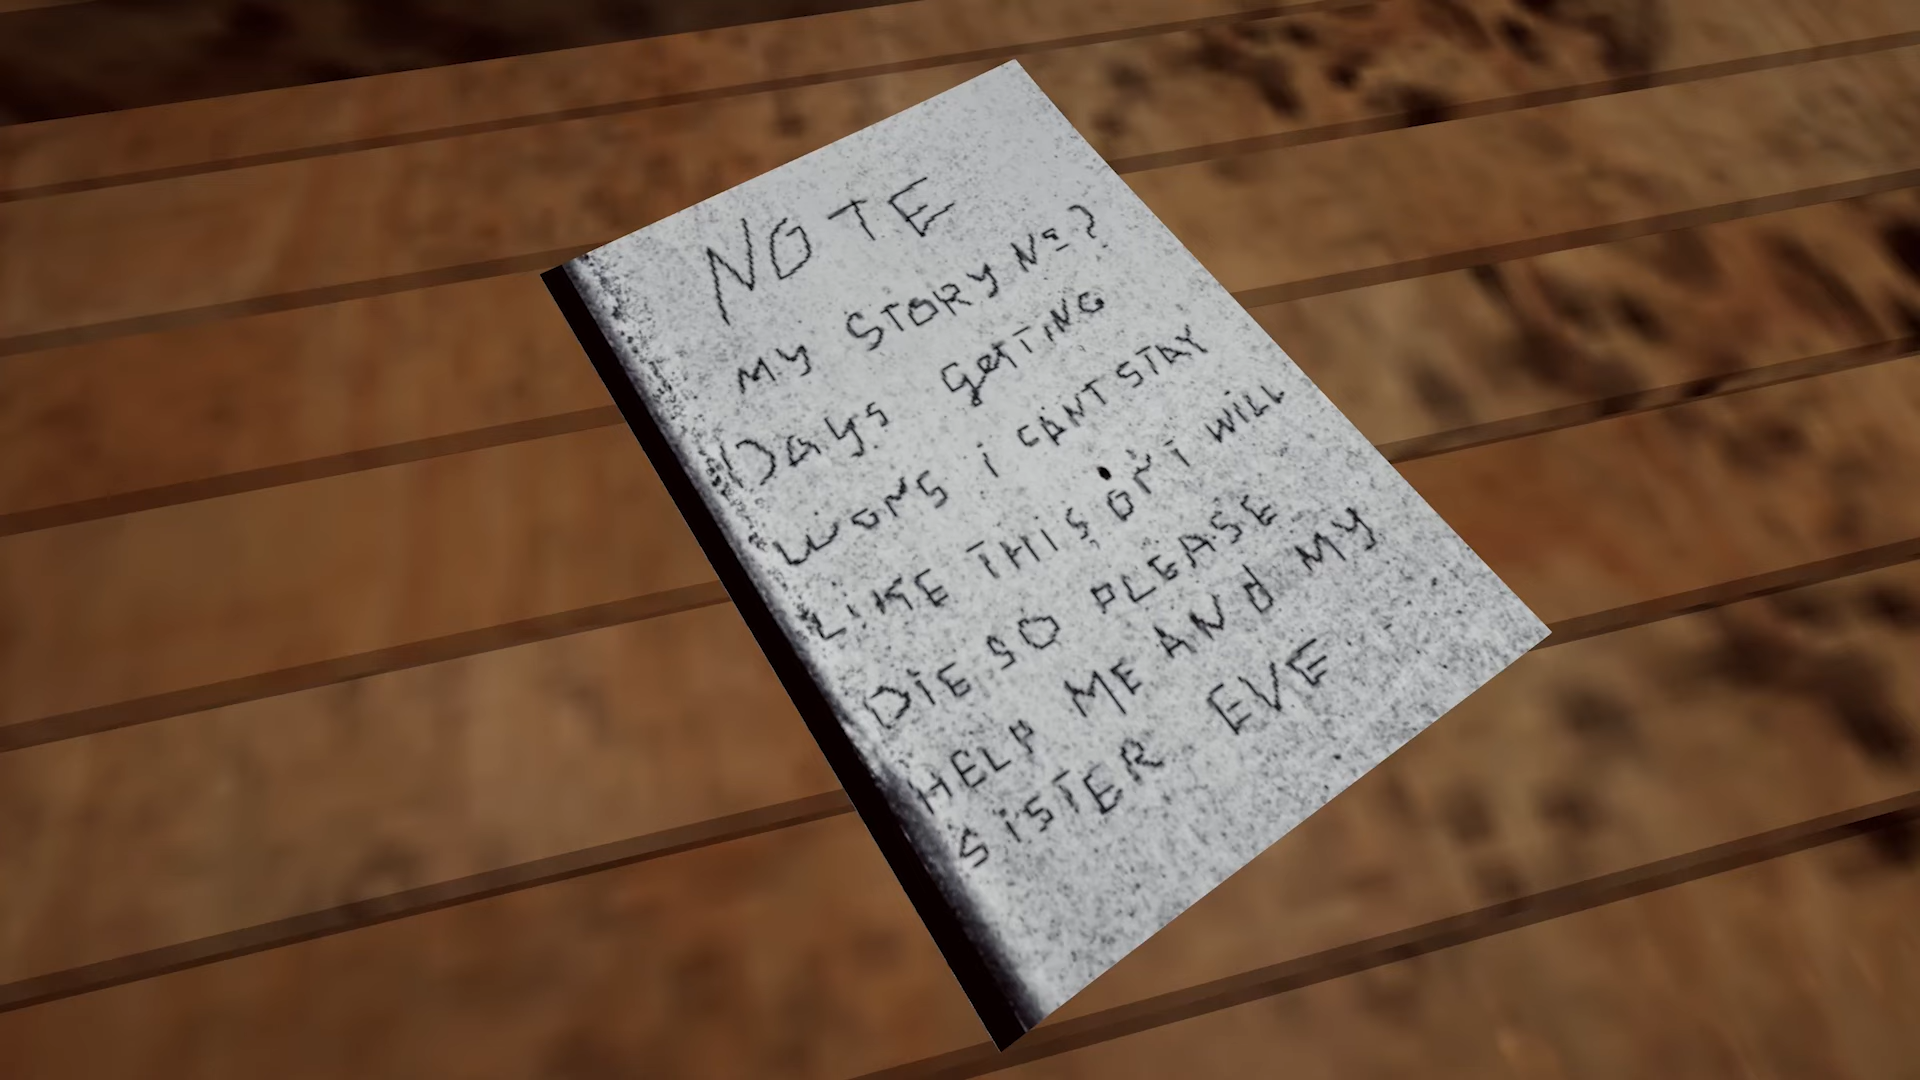 NOTE
MY STORY Nº?
Days getting
wors i cant stay
LIKE THIS or i will
DiE SO PLEASE
HELP ME ANd MY
SiSTER EVE